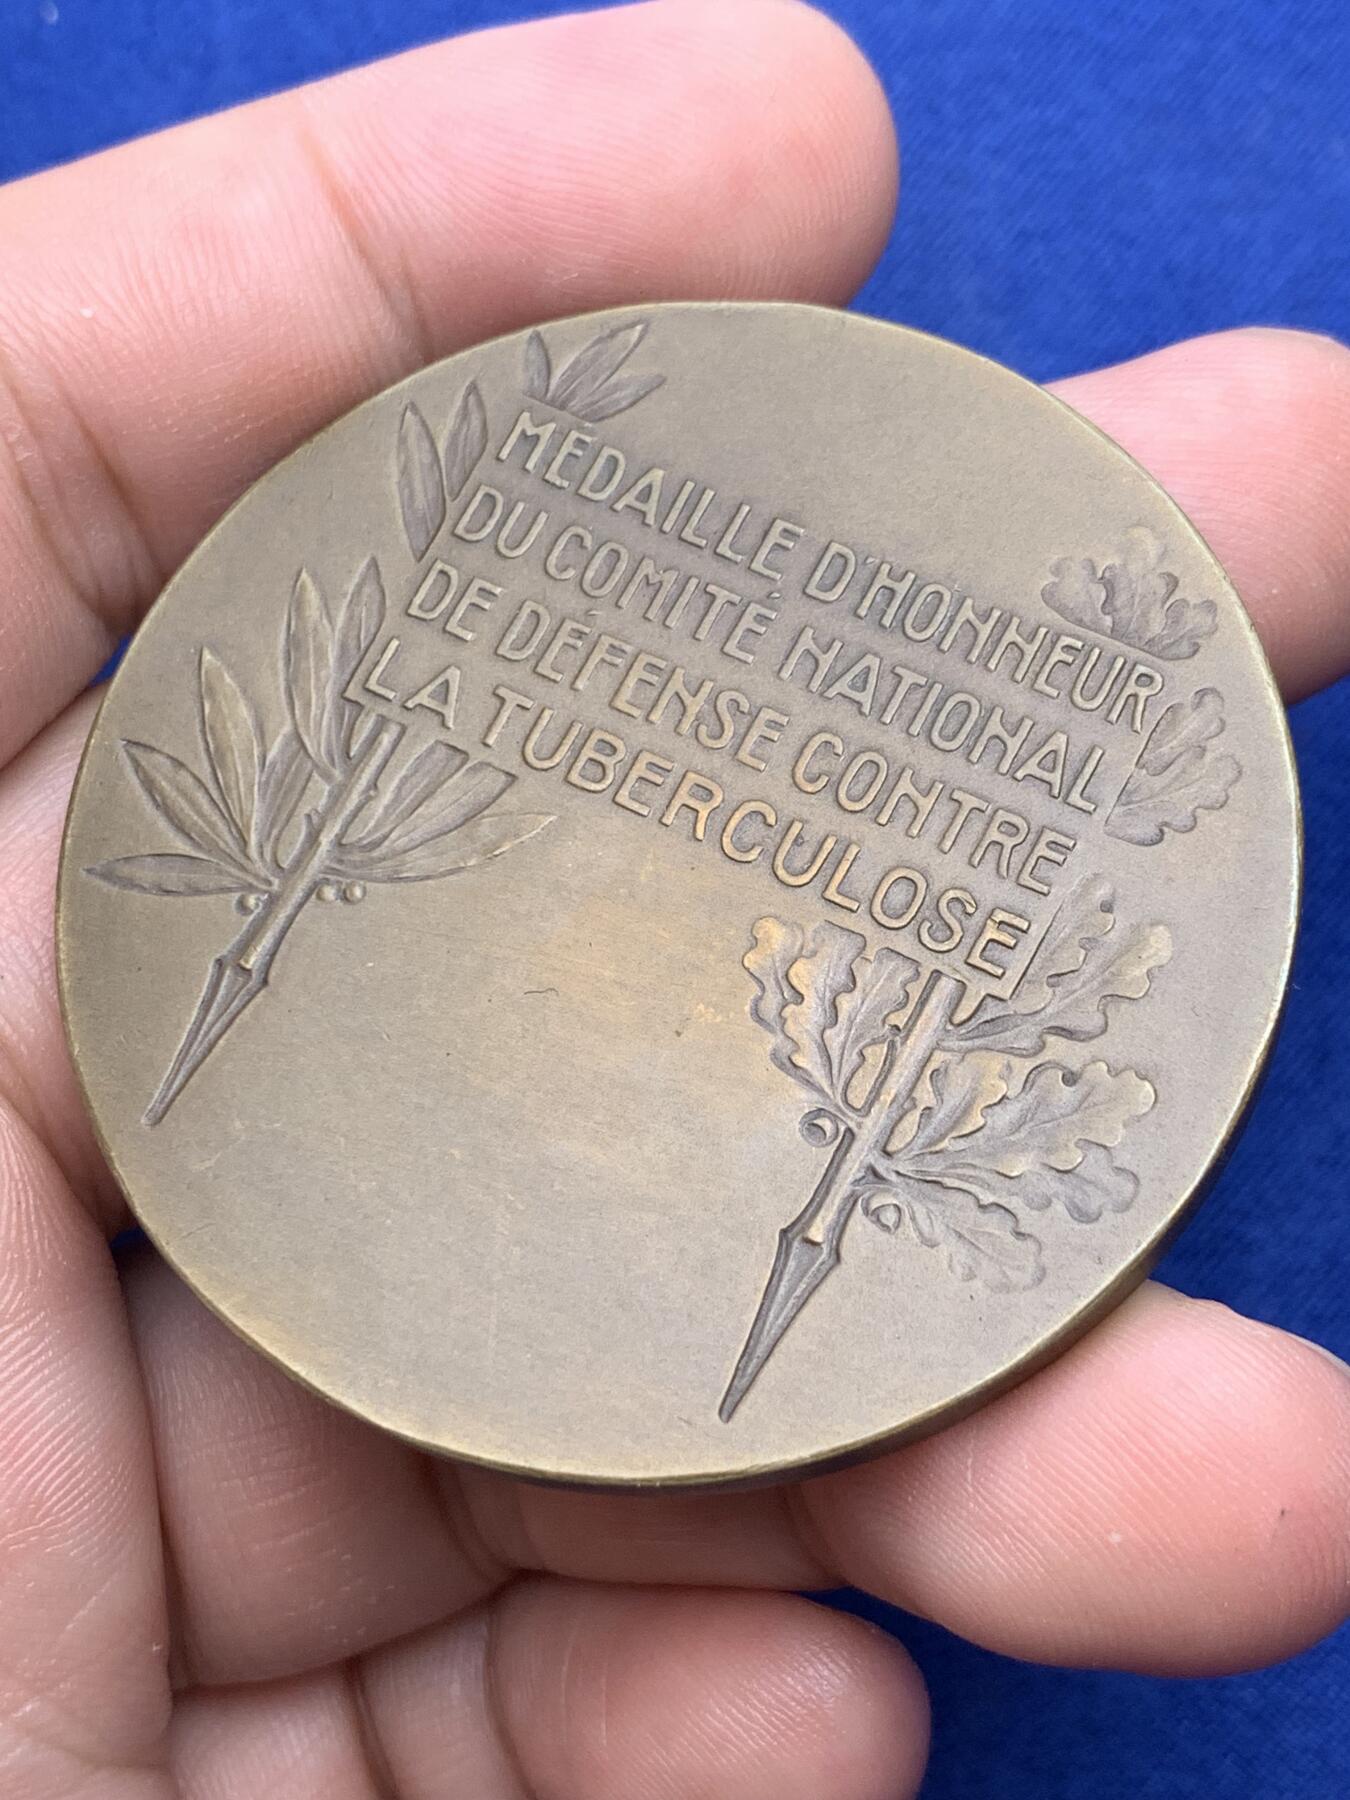 MÉDAILLE D'HONNEUR
DU COMITÉ NATIONAL
DE DÉFENSE CONTRE
LA TUBERCULOSE